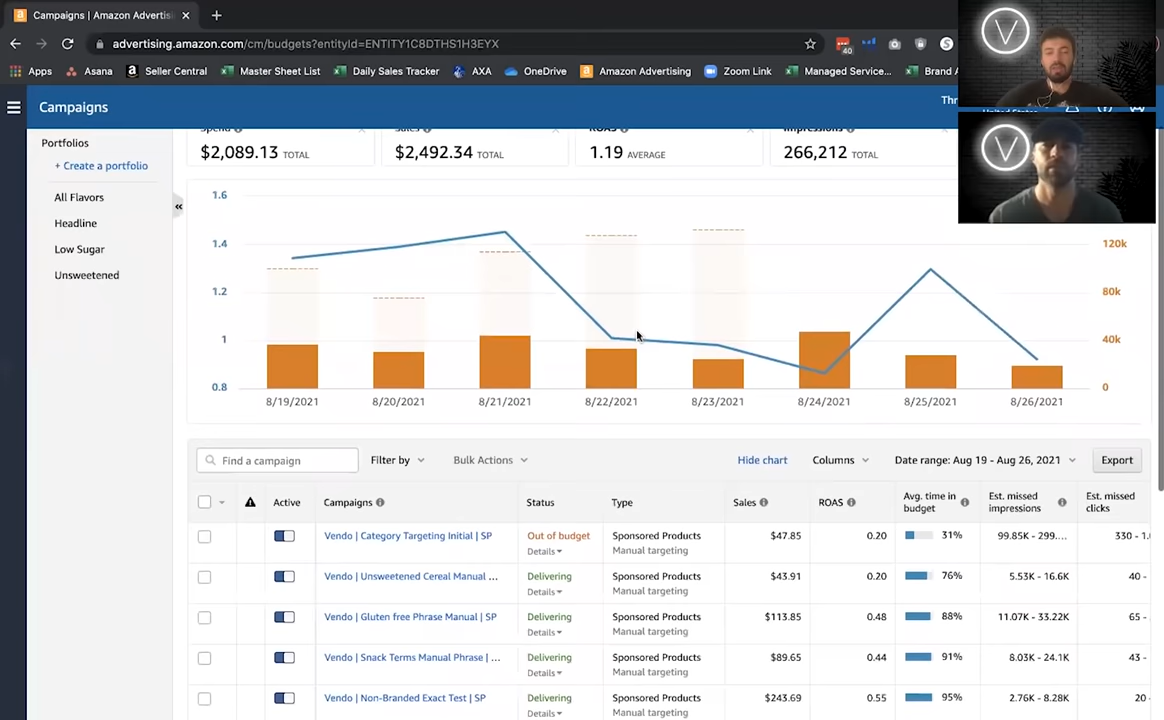 Campaigns | Amazon Advertisi
advertising.amazon.com/cm/budgets?entityId=ENTITY1C8DTHS1H3EYX
40
S
V
Apps Asana Seller Central Master Sheet List Daily Sales Tracker AXA OneDrive Amazon Advertising Zoom Link Managed Service... Brand A
Campaigns
Thr
V
Portfolios
+ Create a portfolio
All Flavors
Headline
Low Sugar
Unsweetened
«
Spend Sales ROAS Impressions
$2,089.13 TOTAL $2,492.34 TOTAL 1.19 AVERAGE 266,212 TOTAL
1.6
1.4 120k
1.2 80k
1 40k
0.8 0
8/19/2021 8/20/2021 8/21/2021 8/22/2021 8/23/2021 8/24/2021 8/25/2021 8/26/2021
Find a campaign Filter by Bulk Actions Hide chart Columns Date range: Aug 19 - Aug 26, 2021 Export
Active Campaigns Status Type Sales ROAS Avg. time in budget Est. missed impressions Est. missed clicks
Vendo | Category Targeting Initial | SP Out of budget Sponsored Products $47.85 0.20 31% 99.85K - 299.... 330 - 1.
Details Manual targeting
Vendo | Unsweetened Cereal Manual ... Delivering Sponsored Products $43.91 0.20 76% 5.53K - 16.6K 40 -
Details Manual targeting
Vendo | Gluten free Phrase Manual | SP Delivering Sponsored Products $113.85 0.48 88% 11.07K - 33.22K 65 -
Details Manual targeting
Vendo | Snack Terms Manual Phrase | ... Delivering Sponsored Products $89.65 0.44 91% 8.03K - 24.1K 43 -
Details Manual targeting
Vendo | Non-Branded Exact Test | SP Delivering Sponsored Products $243.69 0.55 95% 2.76K - 8.28K 20
Details Manual targeting